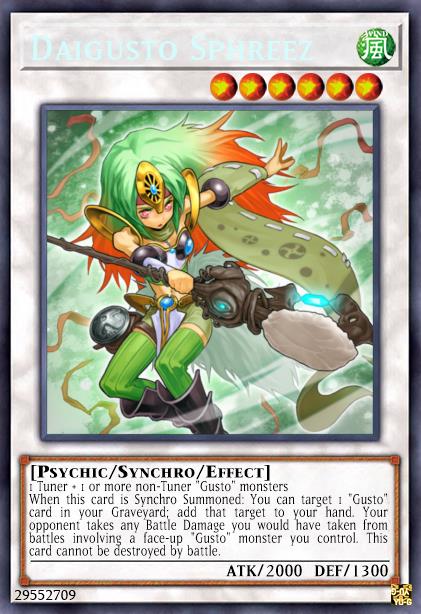 Daigusto Sphreez
WIND
風
[Psychic/Synchro/Effect]
1 Tuner + 1 or more non-Tuner "Gusto" monsters
When this card is Synchro Summoned: You can target 1 "Gusto"
card in your Graveyard; add that target to your hand. Your
opponent takes any Battle Damage you would have taken from
battles involving a face-up "Gusto" monster you control. This
card cannot be destroyed by battle.
ATK/2000 DEF/1300
29552709